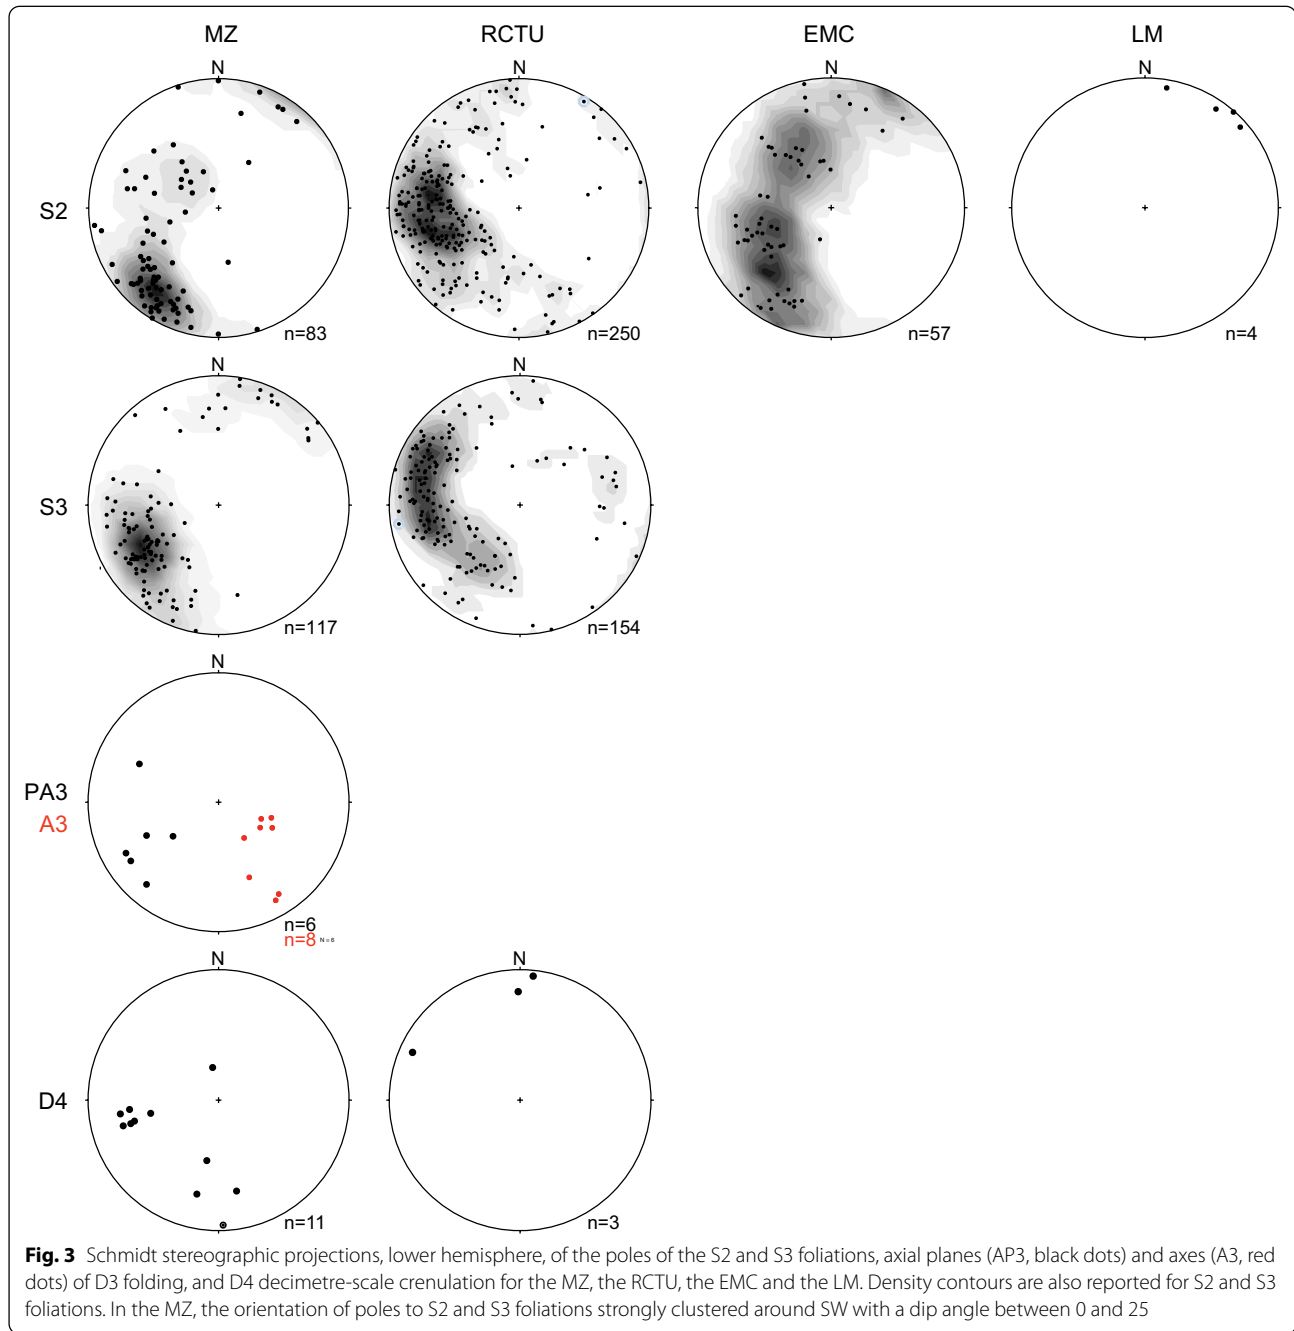 MZ RCTU EMC LM
N N N N
S2
n=83 n=250 n=57 n=4
N N
S3
n=117 n=154
N
PA3
A3
n=6
n=8 N = 6
N N
D4
n=11 n=3
Fig. 3 Schmidt stereographic projections, lower hemisphere, of the poles of the S2 and S3 foliations, axial planes (AP3, black dots) and axes (A3, red
dots) of D3 folding, and D4 decimetre-scale crenulation for the MZ, the RCTU, the EMC and the LM. Density contours are also reported for S2 and S3
foliations. In the MZ, the orientation of poles to S2 and S3 foliations strongly clustered around SW with a dip angle between 0 and 25